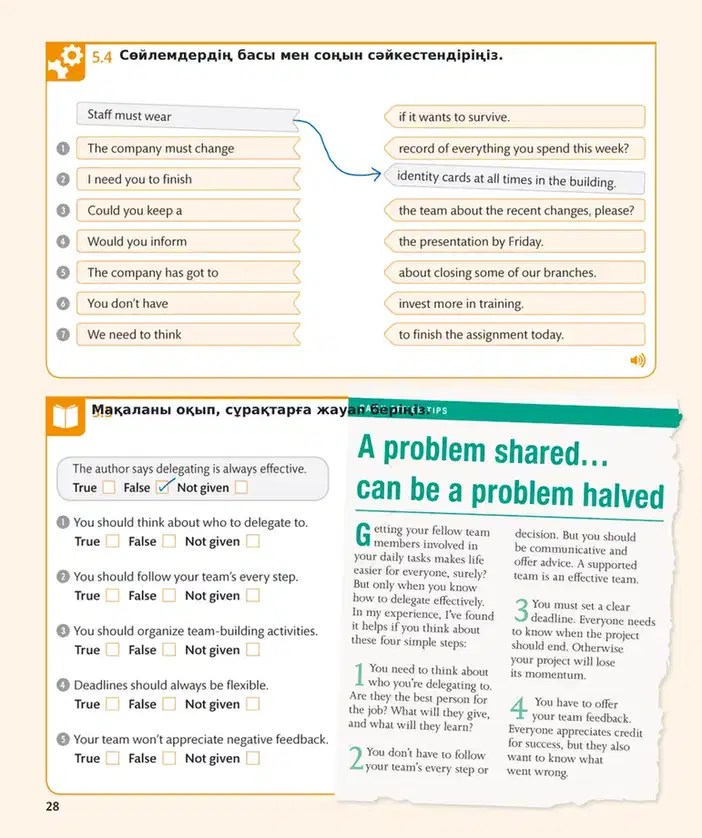 5.4 Сөйлемдердің басы мен соңын сәйкестендіріңіз.
Staff must wear
1 The company must change
2 I need you to finish
3 Could you keep a
4 Would you inform
5 The company has got to
6 You don't have
7 We need to think
if it wants to survive.
record of everything you spend this week?
identity cards at all times in the building.
the team about the recent changes, please?
the presentation by Friday.
about closing some of our branches.
invest more in training.
to finish the assignment today.
Мақаланы оқып, сұрақтарға жауап беріңіз.
The author says delegating is always effective.
True False Not given
1 You should think about who to delegate to.
True False Not given
2 You should follow your team's every step.
True False Not given
3 You should organize team-building activities.
True False Not given
4 Deadlines should always be flexible.
True False Not given
5 Your team won't appreciate negative feedback.
True False Not given
TIPS
A problem shared...
can be a problem halved
Getting your fellow team
members involved in
your daily tasks makes life
easier for everyone, surely?
But only when you know
how to delegate effectively.
In my experience, I've found
it helps if you think about
these four simple steps:
1 You need to think about
who you're delegating to.
Are they the best person for
the job? What will they give,
and what will they learn?
2 You don't have to follow
your team's every step or
decision. But you should
be communicative and
offer advice. A supported
team is an effective team.
3 You must set a clear
deadline. Everyone needs
to know when the project
should end. Otherwise
your project will lose
its momentum.
4 You have to offer
your team feedback.
Everyone appreciates credit
for success, but they also
want to know what
went wrong.
28